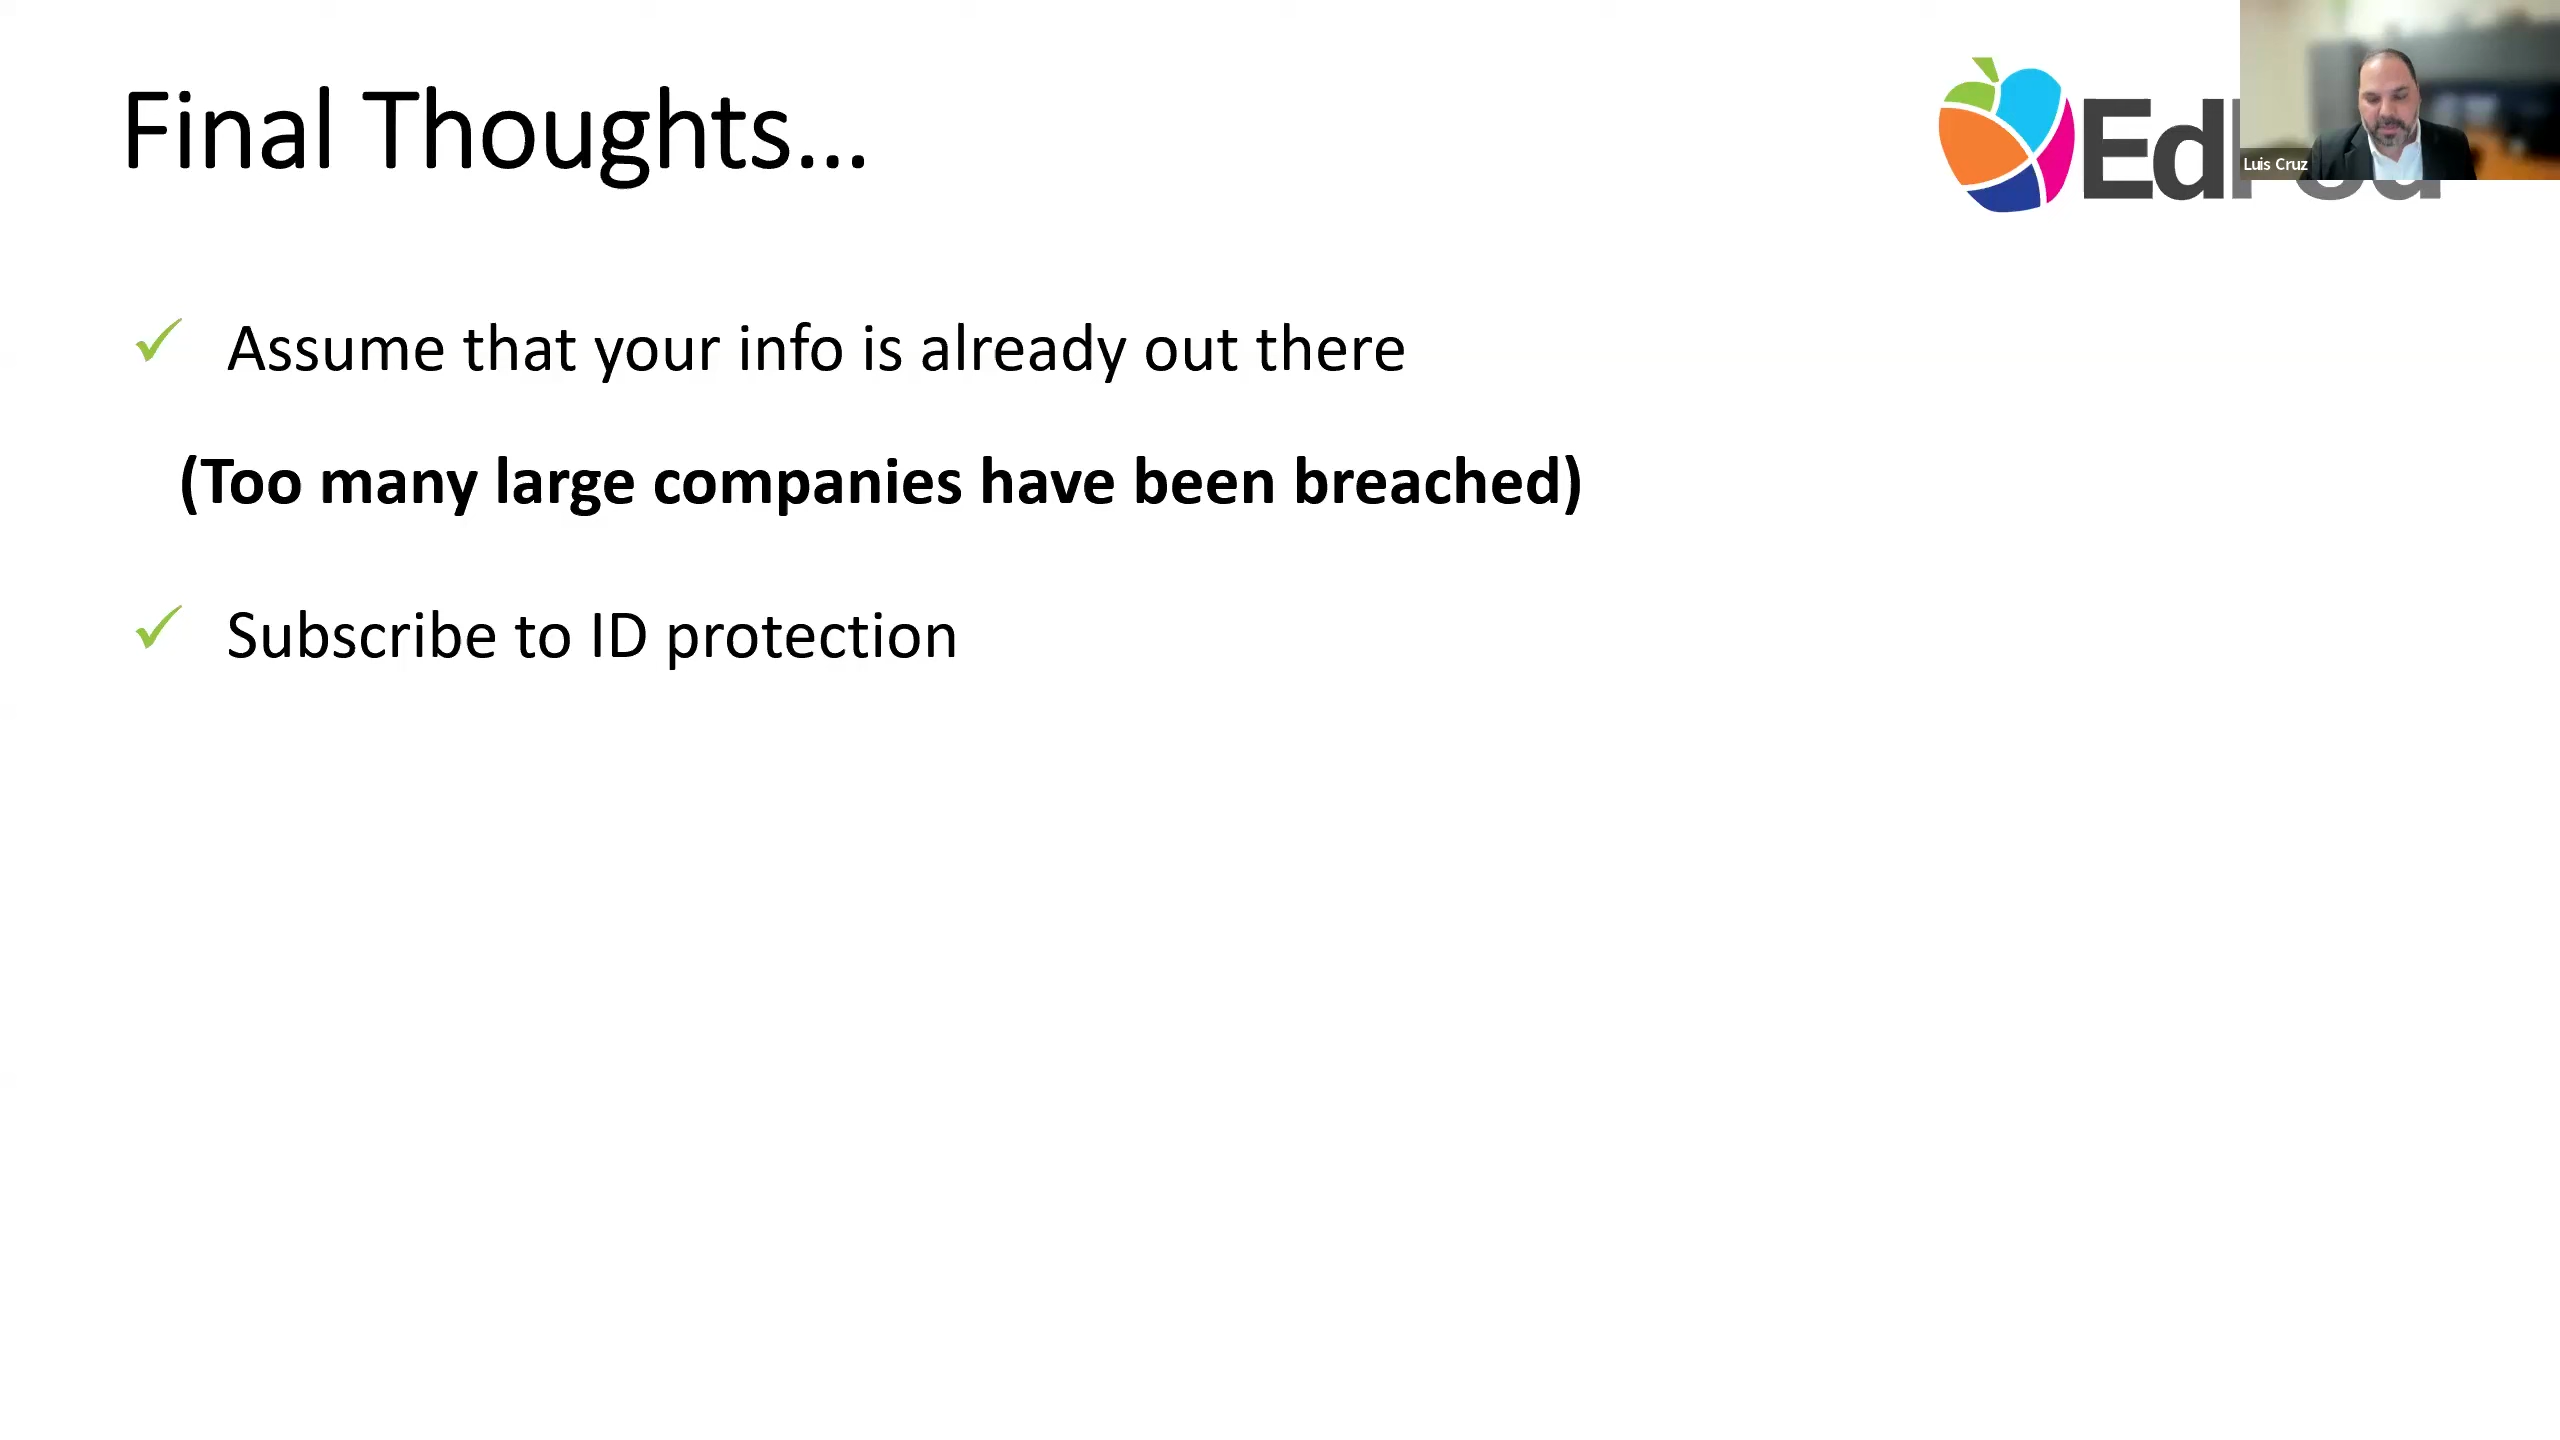 Final Thoughts...
Luis Cruz
✓ Assume that your info is already out there
(Too many large companies have been breached)
✓ Subscribe to ID protection